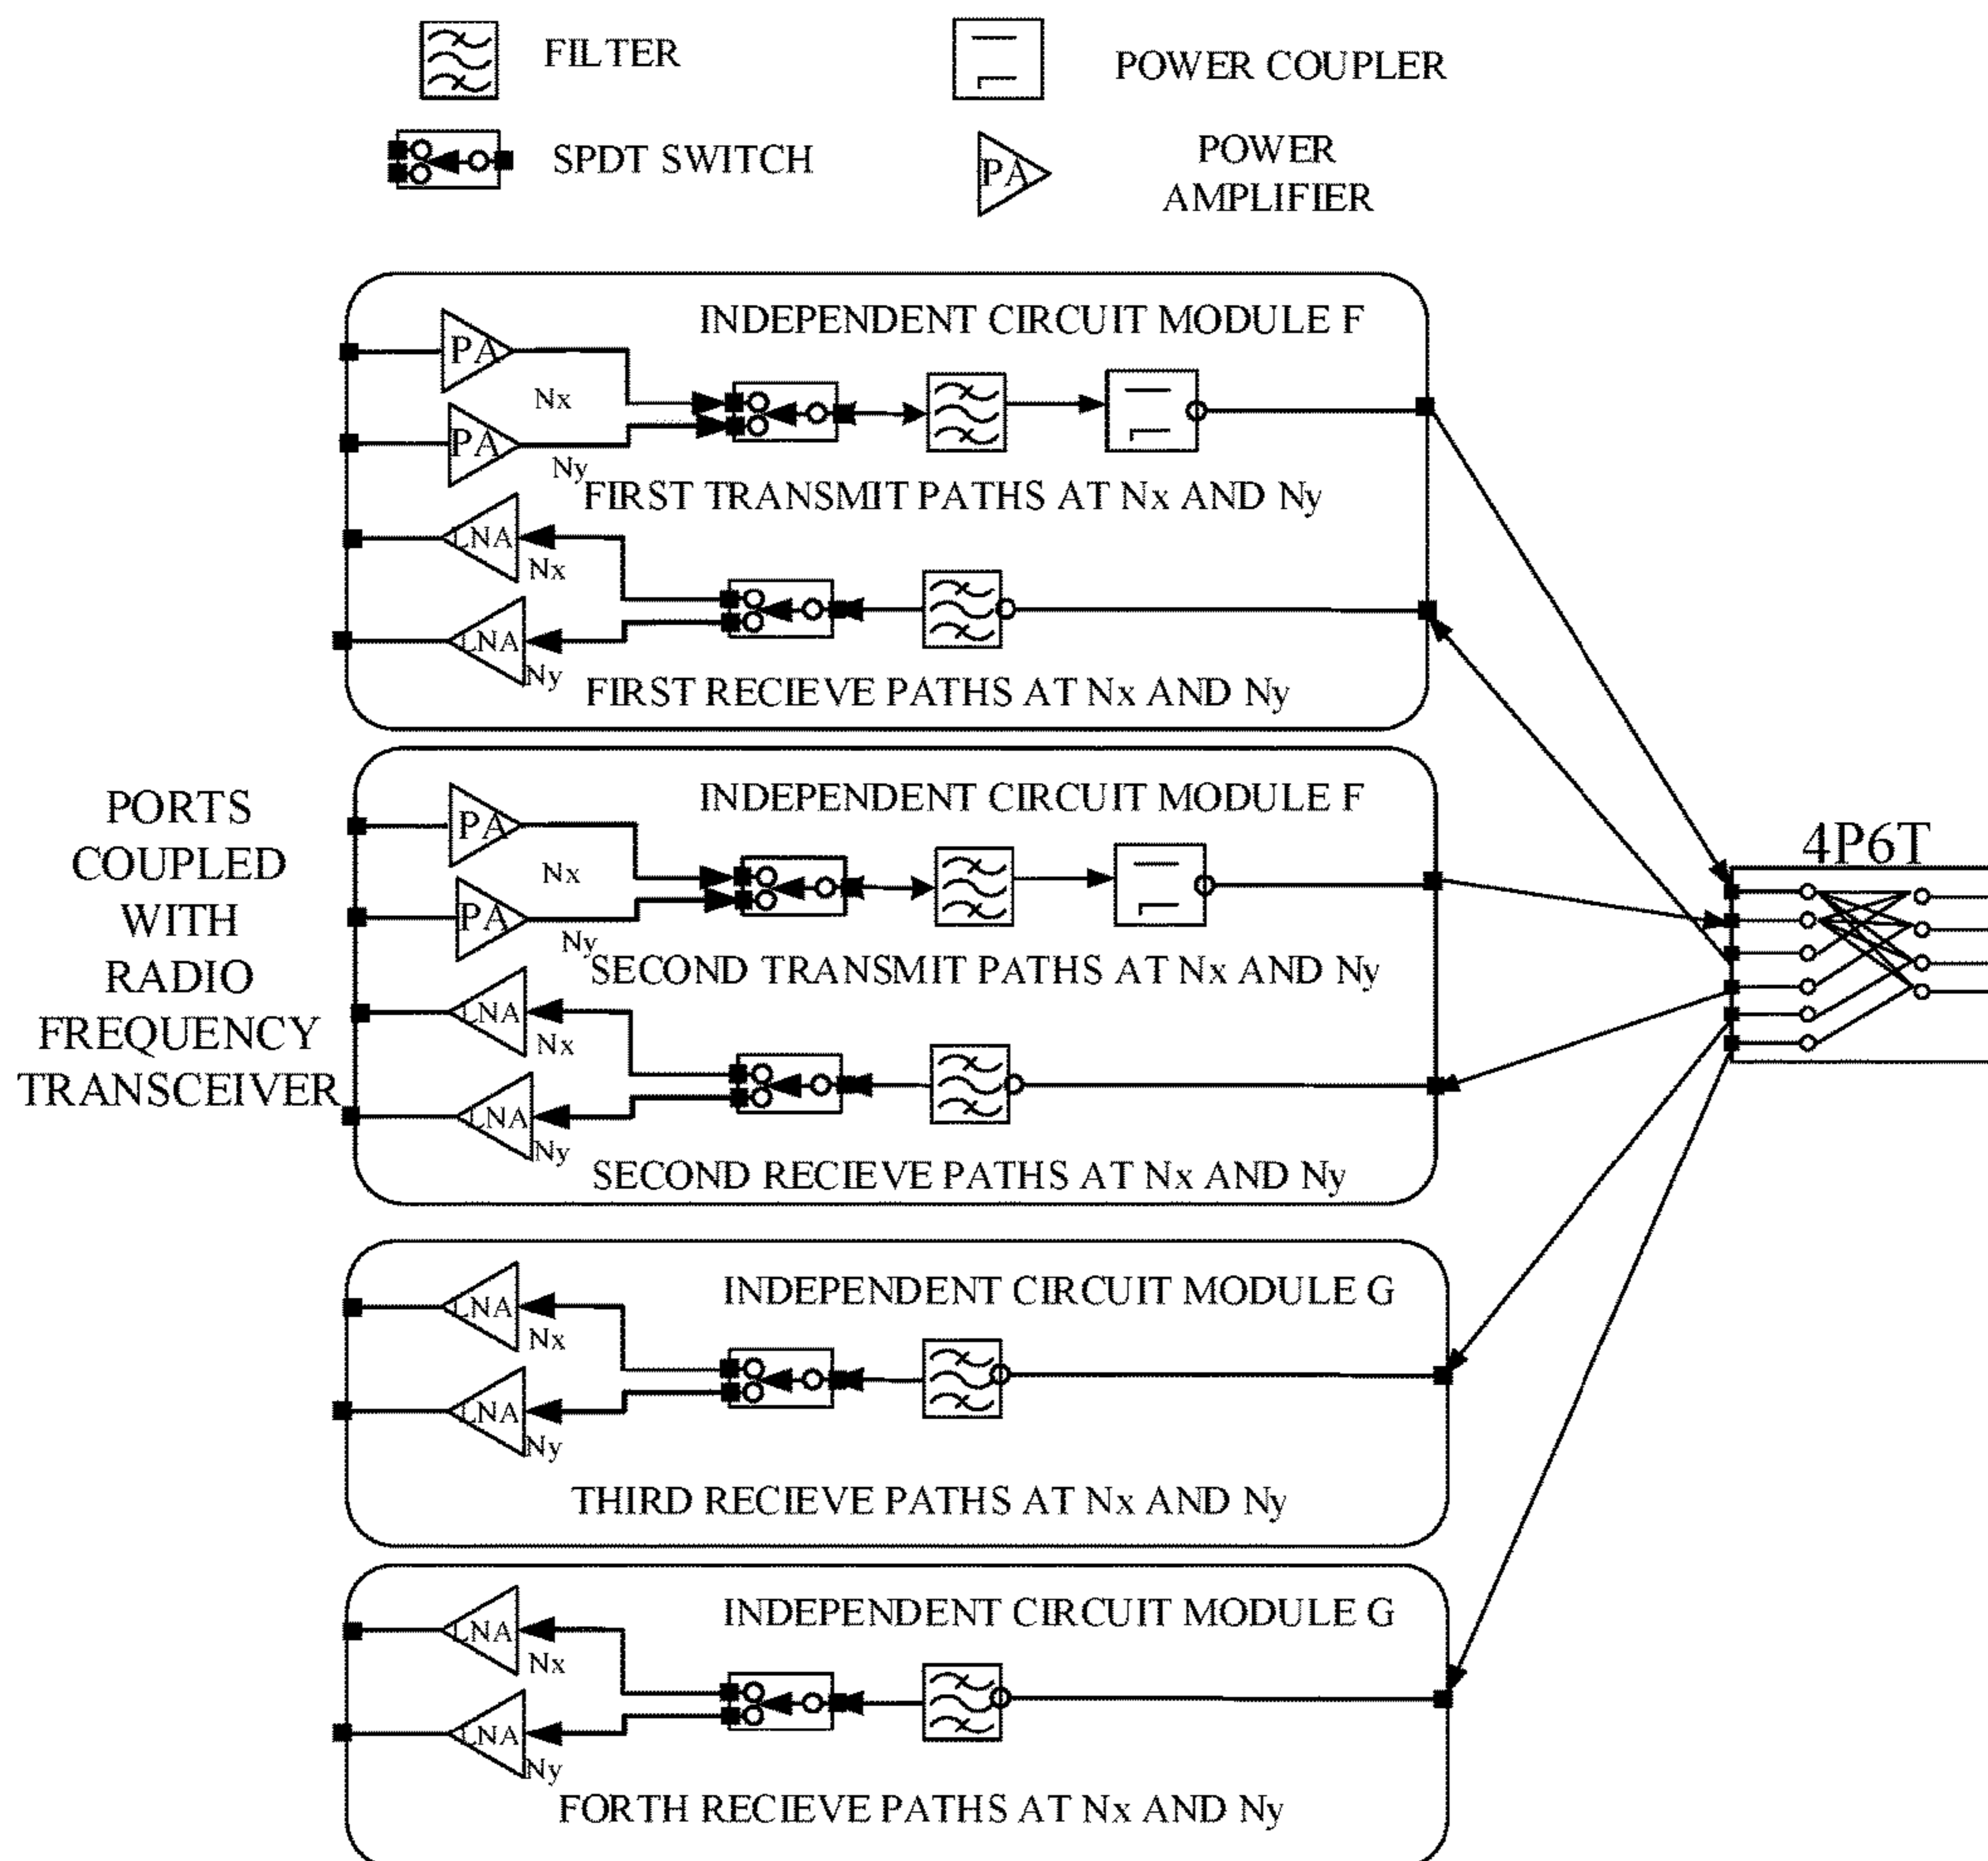 FILTER
POWER COUPLER
SPDT SWITCH
PA
POWER
AMPLIFIER
INDEPENDENT CIRCUIT MODULE F
PA
Nx
PA
Ny
FIRST TRANSMIT PATHS AT Nx AND Ny
LNA
Nx
LNA
Ny
FIRST RECIEVE PATHS AT Nx AND Ny
PORTS
COUPLED
WITH
RADIO
FREQUENCY
TRANSCEIVER
INDEPENDENT CIRCUIT MODULE F
PA
Nx
PA
Ny
SECOND TRANSMIT PATHS AT Nx AND Ny
LNA
Nx
LNA
Ny
SECOND RECIEVE PATHS AT Nx AND Ny
4P6T
INDEPENDENT CIRCUIT MODULE G
LNA
Nx
LNA
Ny
THIRD RECIEVE PATHS AT Nx AND Ny
INDEPENDENT CIRCUIT MODULE G
LNA
Nx
LNA
Ny
FORTH RECIEVE PATHS AT Nx AND Ny